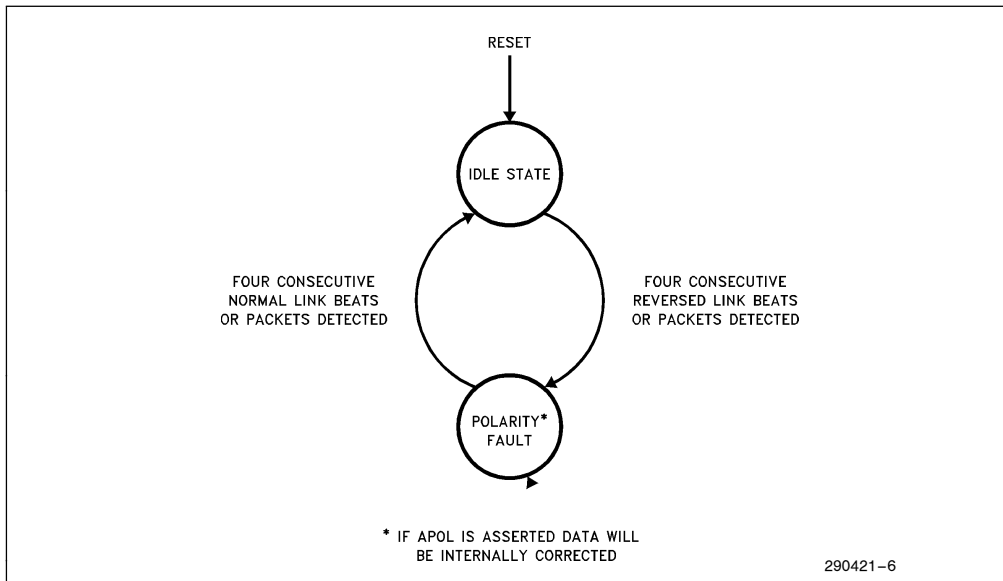 RESET
IDLE STATE
FOUR CONSECUTIVE
NORMAL LINK BEATS
OR PACKETS DETECTED
FOUR CONSECUTIVE
REVERSED LINK BEATS
OR PACKETS DETECTED
POLARITY*
FAULT
* IF APOL IS ASSERTED DATA WILL
BE INTERNALLY CORRECTED
290421–6